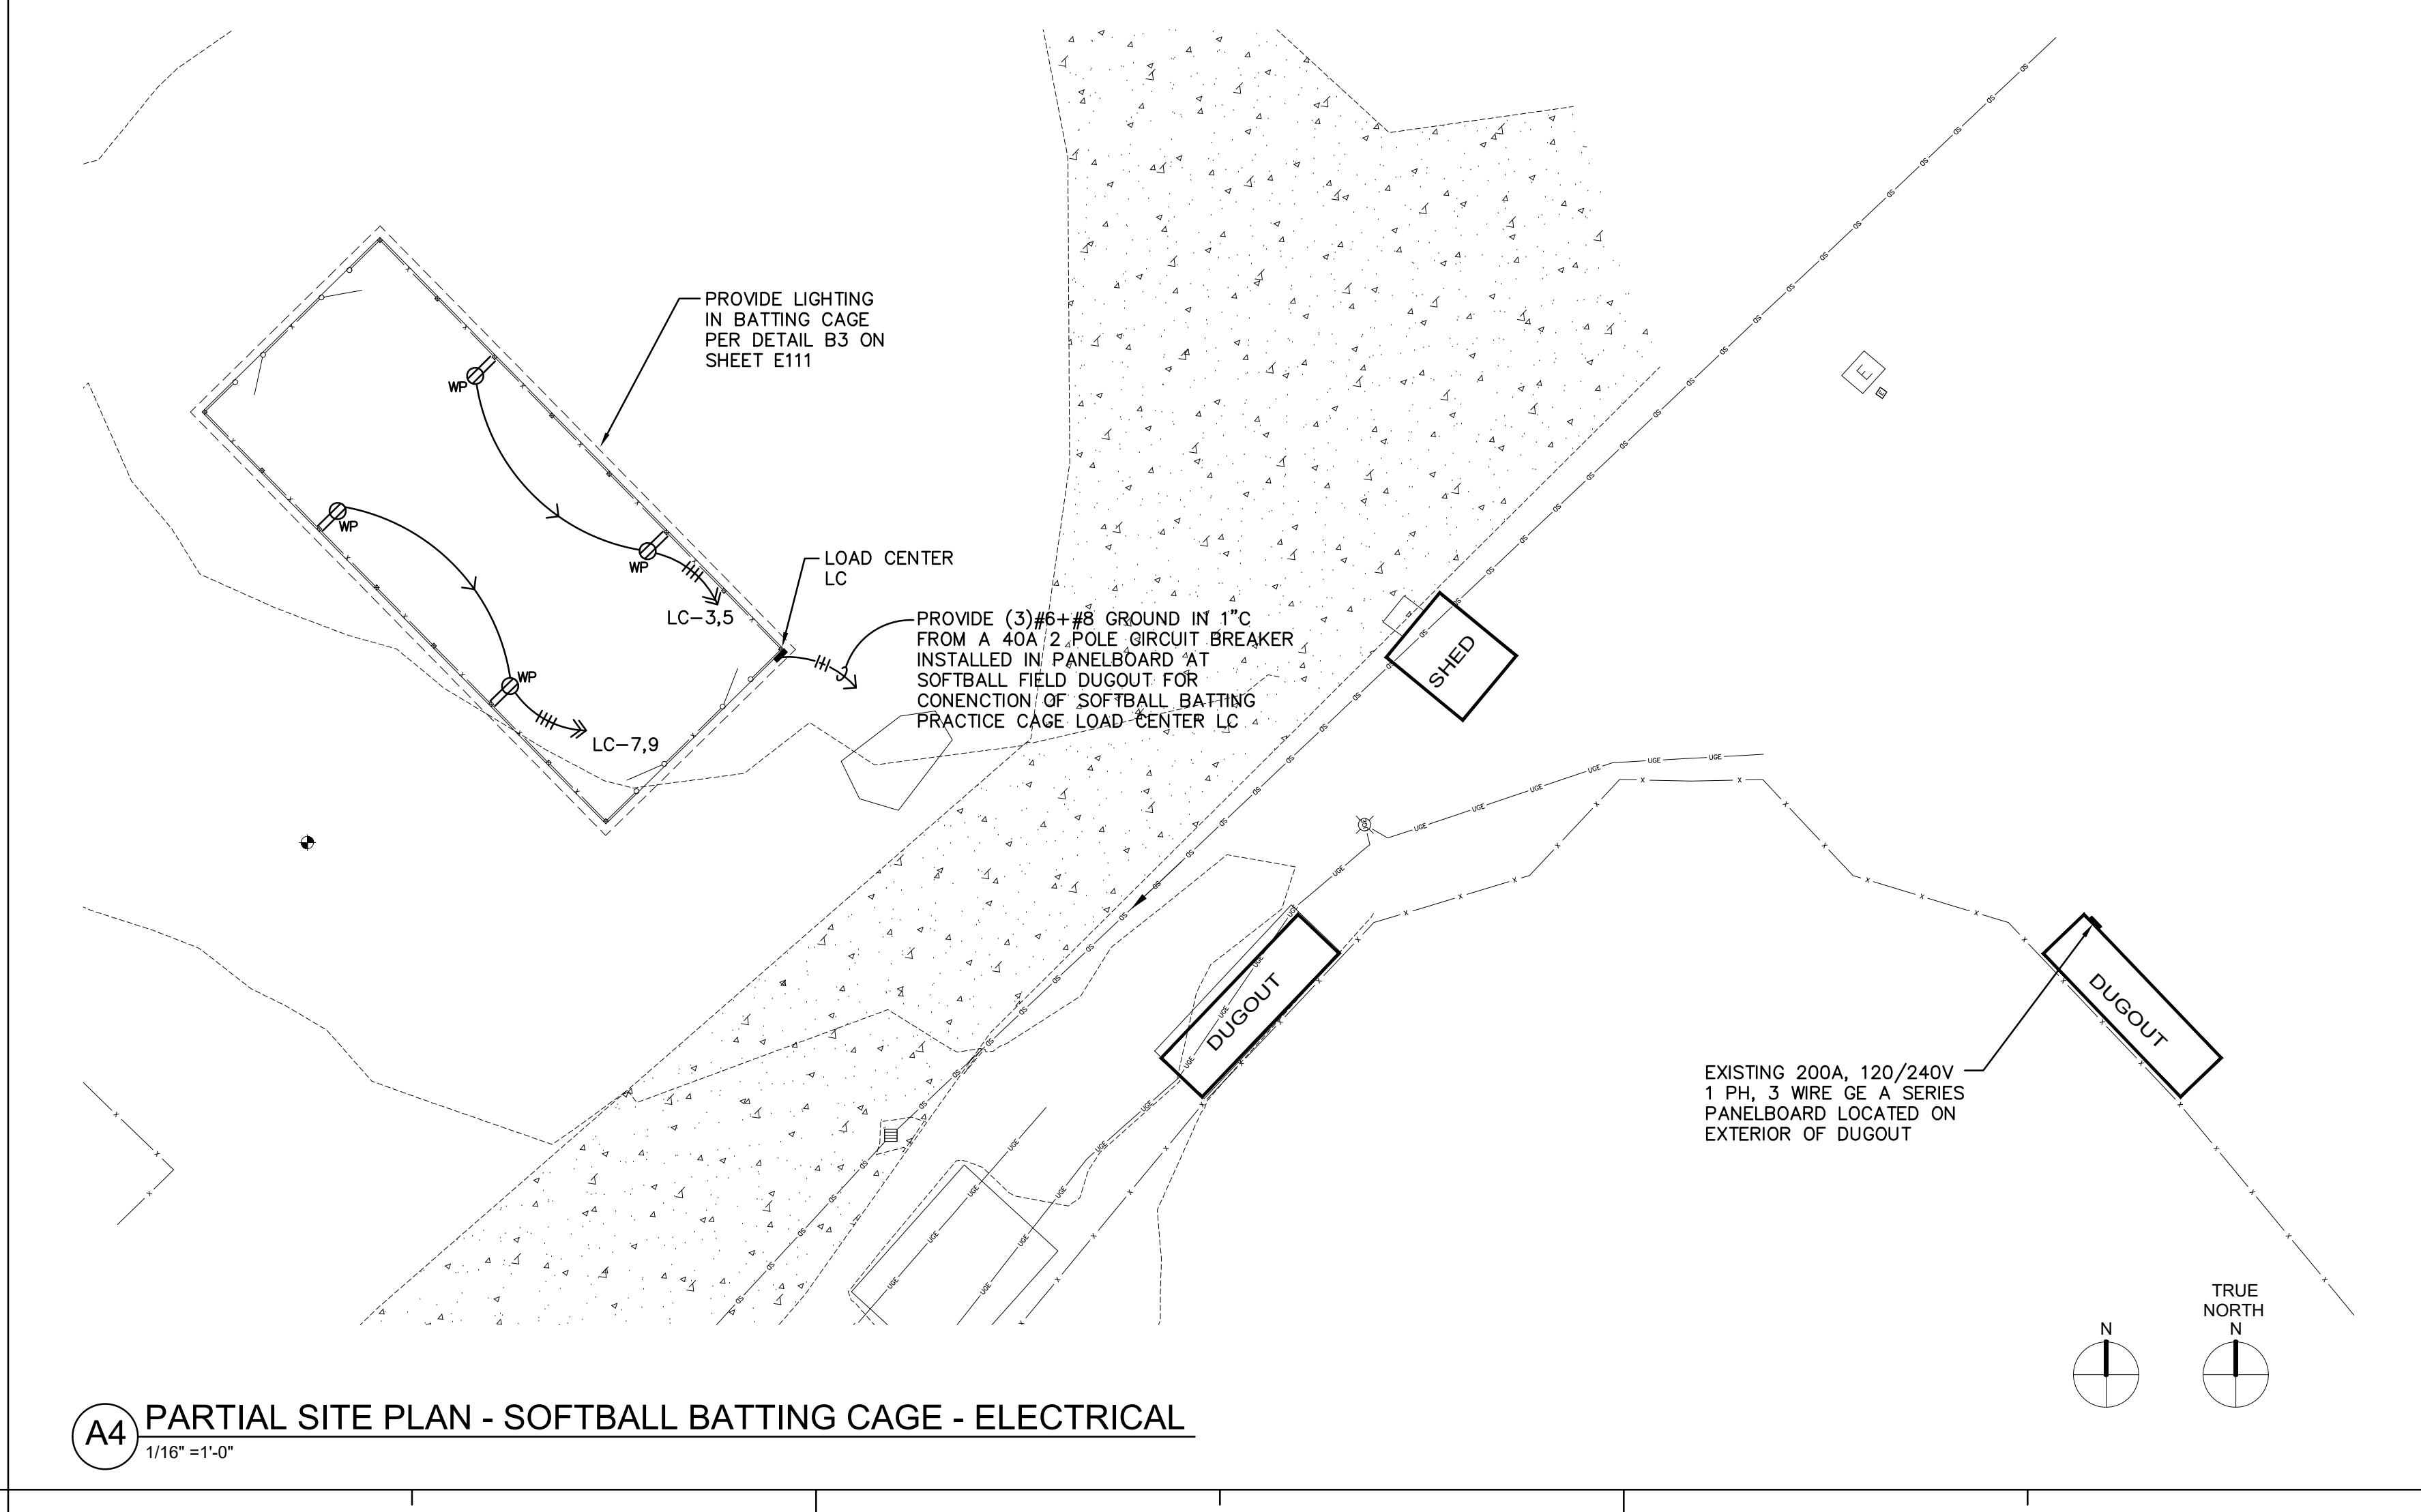 PROVIDE LIGHTING
IN BATTING CAGE
PER DETAIL B3 ON
SHEET E111
WP
WP
WP
WP
LC-3,5
LC-7,9
LOAD CENTER
LC
PROVIDE (3)#6+#8 GROUND IN 1”C
FROM A 40A 2 POLE CIRCUIT BREAKER
INSTALLED IN PANELBOARD AT
SOFTBALL FIELD DUGOUT FOR
CONENCTION OF SOFTBALL BATTING
PRACTICE CAGE LOAD CENTER LC
E
E
SHED
SD
UGE
X
S
DUGOUT
DUGOUT
EXISTING 200A, 120/240V
1 PH, 3 WIRE GE A SERIES
PANELBOARD LOCATED ON
EXTERIOR OF DUGOUT
TRUE
NORTH
N
N
A4
PARTIAL SITE PLAN - SOFTBALL BATTING CAGE - ELECTRICAL
1/16" =1'-0"